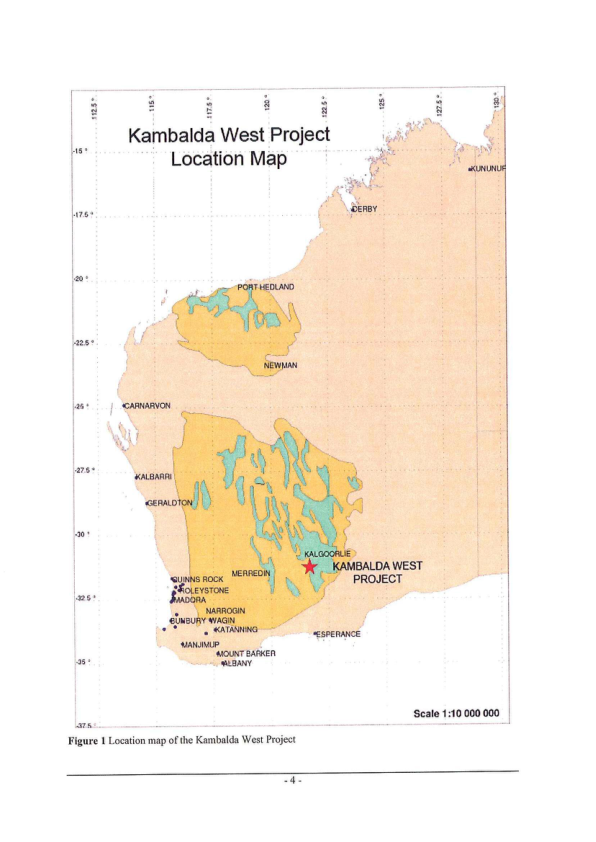 112.5 °
115 °
117.5 °
120 °
122.5 °
125 °
127.5 °
130 °
Kambalda West Project
Location Map
-15 °
KUNUNUR
-17.5 °
DERBY
-20 °
PORT HEDLAND
-22.5 °
NEWMAN
-25 °
CARNARVON
-27.5 °
KALBARRI
GERALDTON
-30 °
KALGOORLIE
KAMBALDA WEST
PROJECT
MERREDIN
QUINNS ROCK
ROLEYSTONE
-32.5 °
MADORA
NARROGIN
BUNBURY WAGIN
KATANNING
ESPERANCE
MANJIMUP
MOUNT BARKER
-35 °
ALBANY
Scale 1:10 000 000
-37.5 °
Figure 1 Location map of the Kambalda West Project
- 4 -